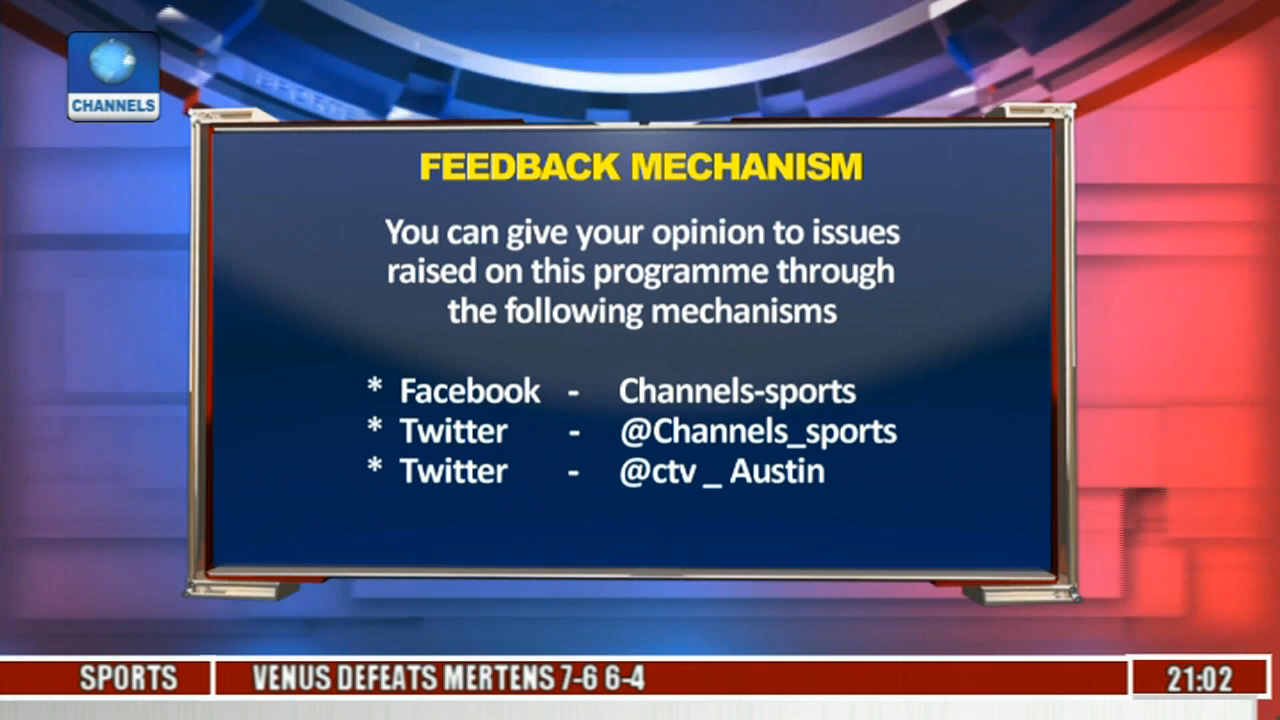 CHANNELS
FEEDBACK MECHANISM
You can give your opinion to issues
raised on this programme through
the following mechanisms
* Facebook - Channels-sports
* Twitter - @Channels_sports
* Twitter - @ctv _ Austin
SPORTS VENUS DEFEATS MERTENS 7-6 6-4 21:02